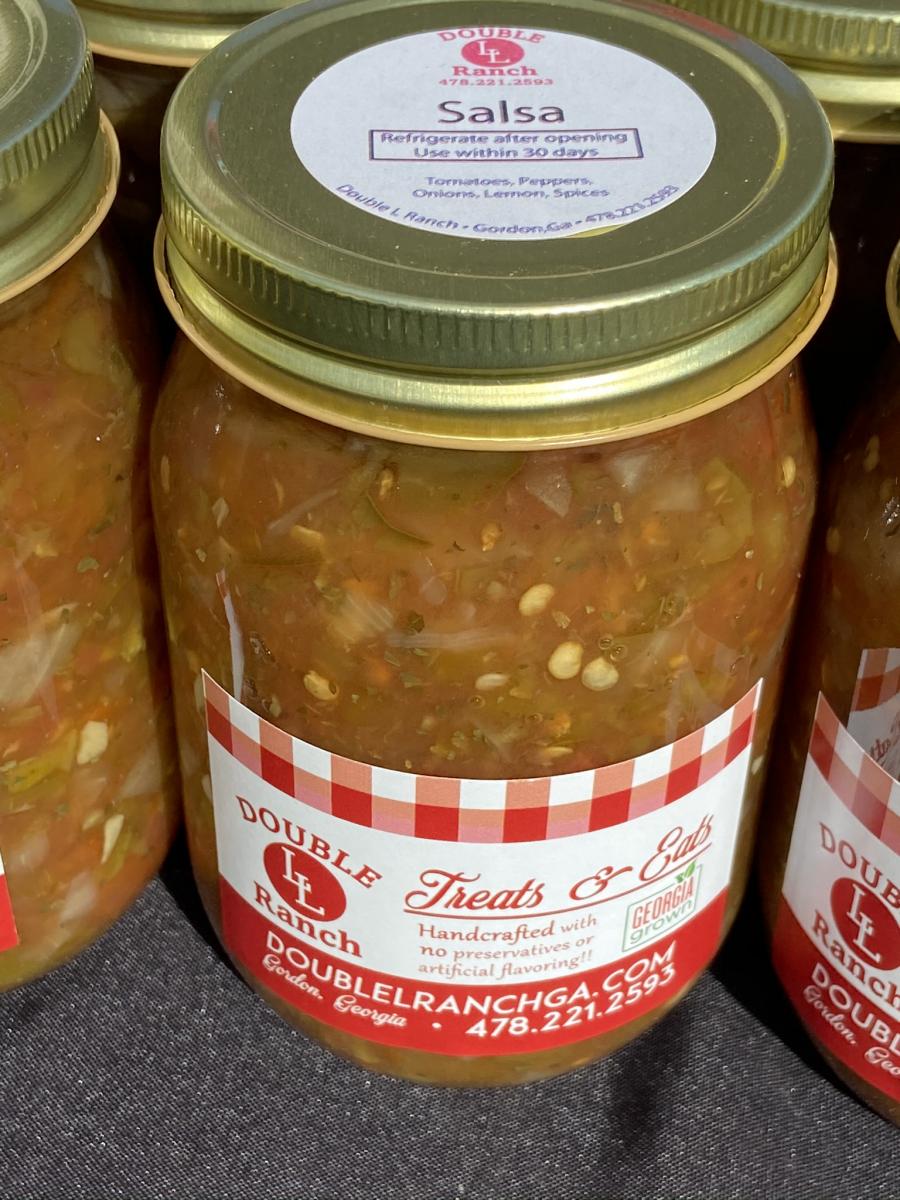 DOUBLE
LL
Ranch
478.221.2593
Salsa
Refrigerate after opening
Use within 30 days
Tomatoes, Peppers,
Onions, Lemon, Spices
Double L Ranch • Gordon,Ga • 478.221.2593
DOUBLE
LL
Ranch
Treats & Eats
Handcrafted with
no preservatives or
artificial flavoring!!
GEORGIA
grown
DOUBLELRANCHGA.COM
Gordon, Georgia • 478.221.2593
DOUB
LL
Ranch
DOUBL
Gordon, Geo